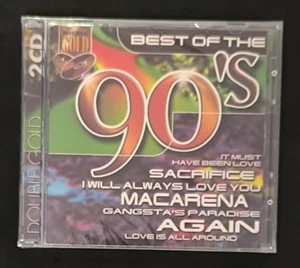 BEST OF THE
90'S
GOLD
2CD
DOUBLE GOLD
IT MUST
HAVE BEEN LOVE
SACRIFICE
I WILL ALWAYS LOVE YOU
MACARENA
GANGSTA'S PARADISE
AGAIN
LOVE IS ALL AROUND